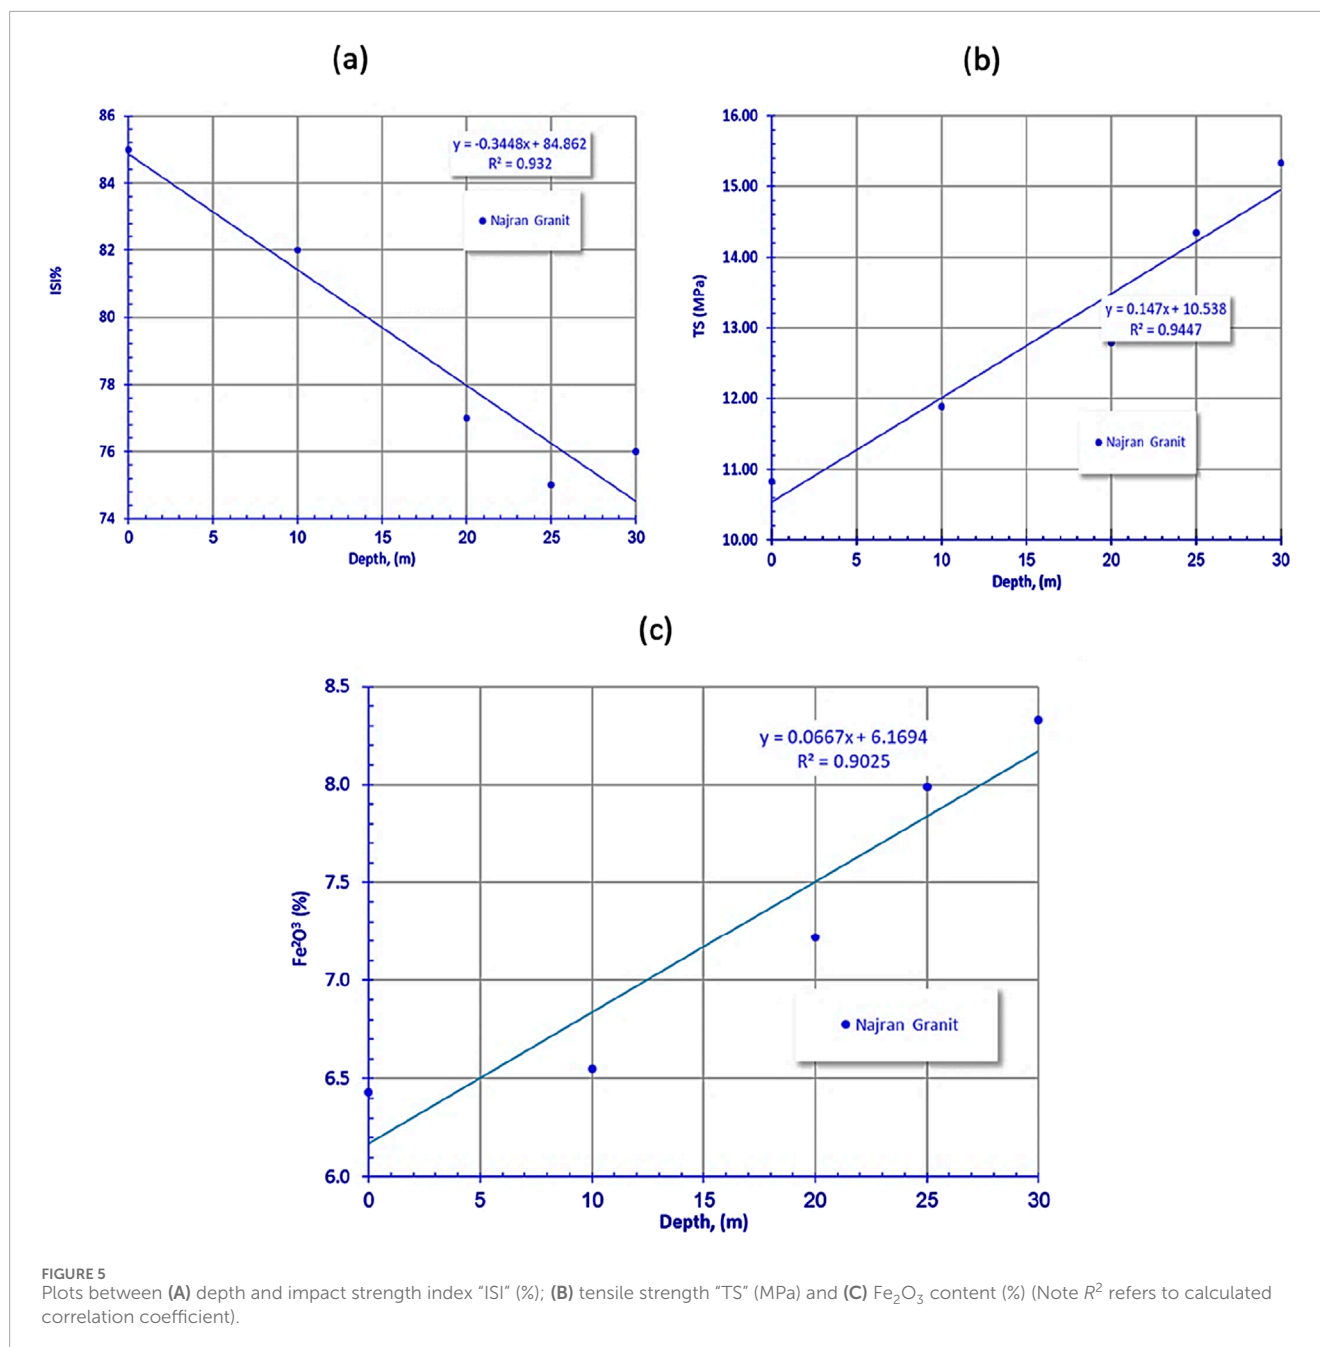 (a)
86
84
82
80
78
76
74
ISI%
y = -0.3448x + 84.862
R² = 0.932
Najran Granit
0 5 10 15 20 25 30
Depth, (m)
(b)
16.00
15.00
14.00
13.00
12.00
11.00
10.00
TS (MPa)
y = 0.147x + 10.538
R² = 0.9447
Najran Granit
0 5 10 15 20 25 30
Depth, (m)
(c)
8.5
8.0
7.5
7.0
6.5
6.0
Fe²O³ (%)
y = 0.0667x + 6.1694
R² = 0.9025
Najran Granit
0 5 10 15 20 25 30
Depth, (m)
FIGURE 5
Plots between (A) depth and impact strength index “ISI” (%); (B) tensile strength “TS” (MPa) and (C) Fe₂O₃ content (%) (Note R² refers to calculated
correlation coefficient).